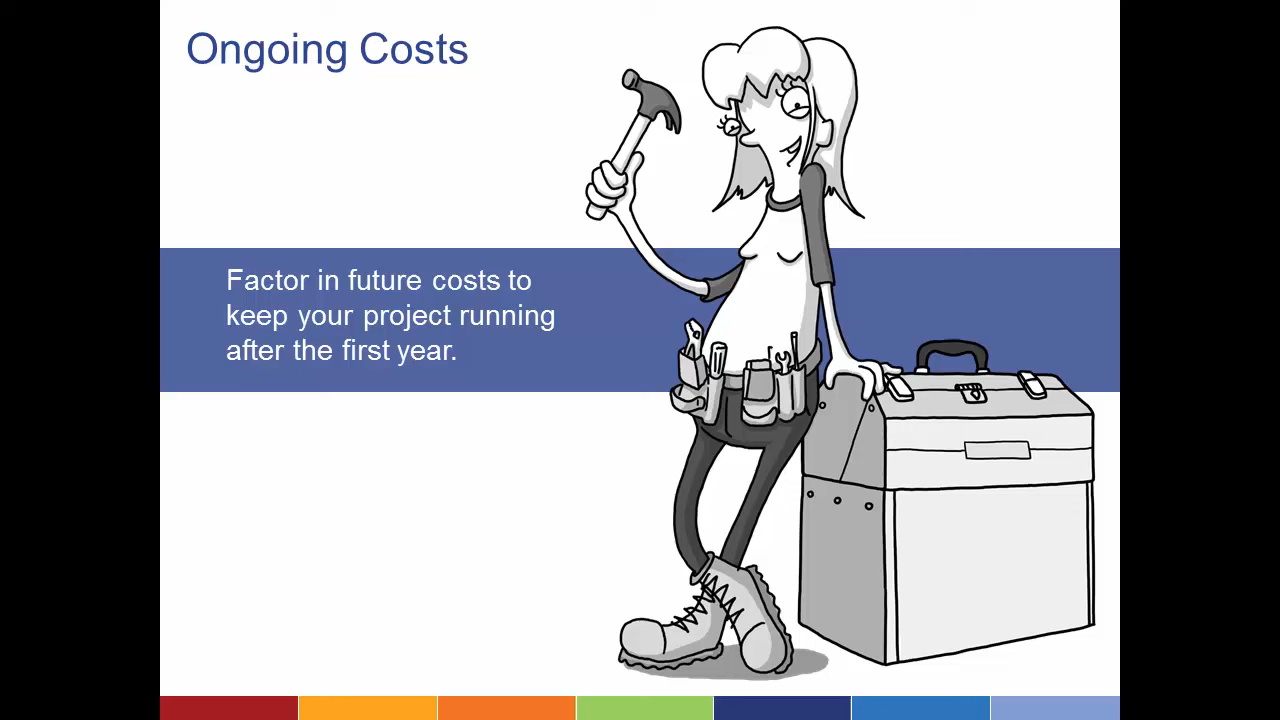 Ongoing Costs
Factor in future costs to
keep your project running
after the first year.